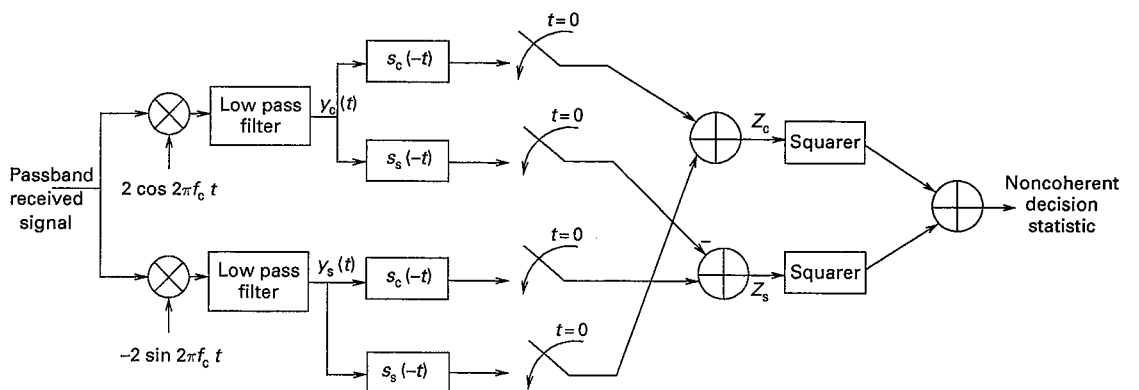 t=0
s_c(-t)
Low pass
filter
y_c(t)
t=0
Z_c
Squarer
s_s(-t)
Passband
received
signal
2 cos 2πf_c t
Noncoherent
decision
statistic
t=0
–
Low pass
filter
y_s(t)
s_c(-t)
Z_s
Squarer
t=0
-2 sin 2πf_c t
s_s(-t)